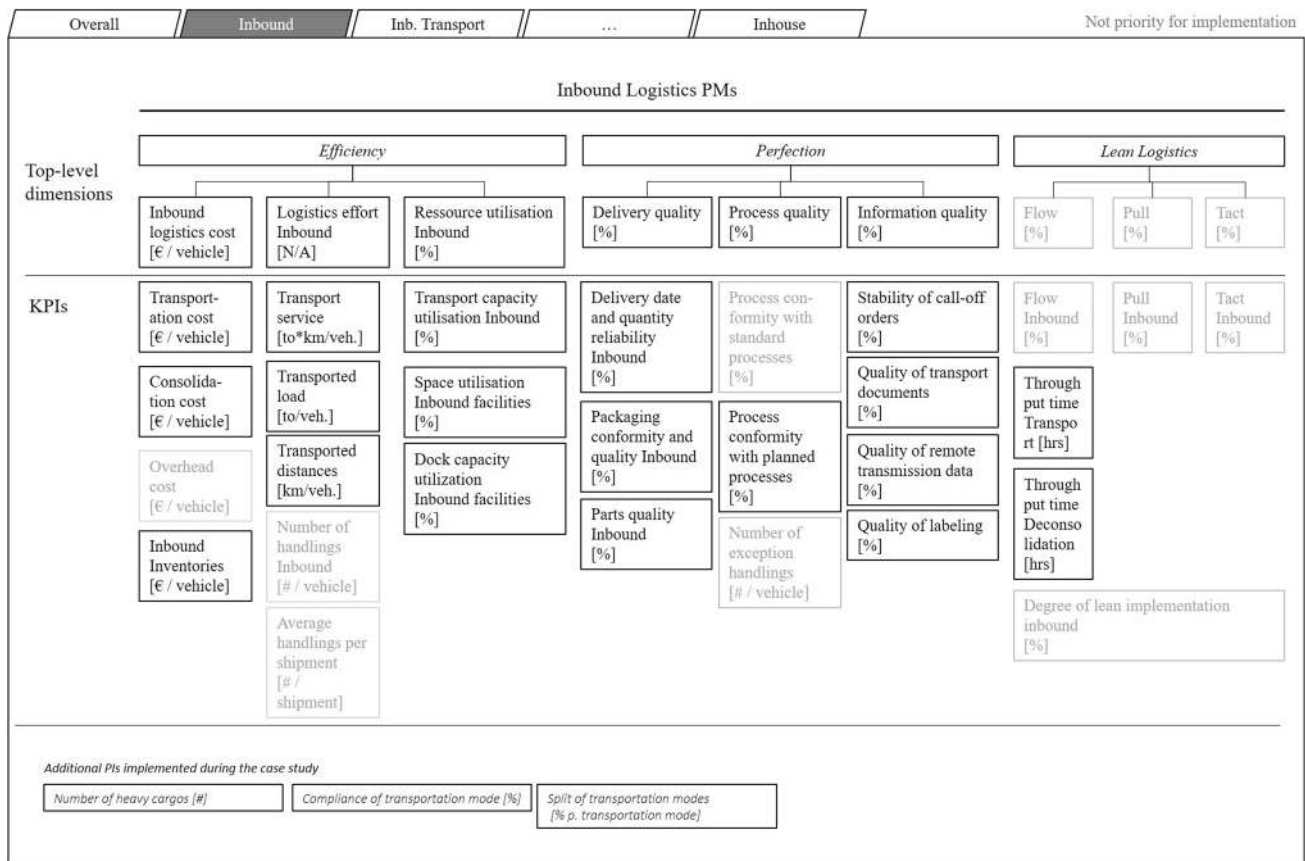 Overall
Inbound
Inb. Transport
…
Inhouse
Not priority for implementation
Inbound Logistics PMs
Top-level
dimensions
Efficiency
Perfection
Lean Logistics
Inbound
logistics cost
[€ / vehicle]
Logistics effort
Inbound
[N/A]
Ressource utilisation
Inbound
[%]
Delivery quality
[%]
Process quality
[%]
Information quality
[%]
Flow
[%]
Pull
[%]
Tact
[%]
KPIs
Transport-
ation cost
[€ / vehicle]
Consolida-
tion cost
[€ / vehicle]
Overhead
cost
[€ / vehicle]
Inbound
Inventories
[€ / vehicle]
Transport
service
[to*km/veh.]
Transported
load
[to/veh.]
Transported
distances
[km/veh.]
Number of
handlings
Inbound
[# / vehicle]
Average
handlings per
shipment
[# /
shipment]
Transport capacity
utilisation Inbound
[%]
Space utilisation
Inbound facilities
[%]
Dock capacity
utilization
Inbound facilities
[%]
Delivery date
and quantity
reliability
Inbound
[%]
Packaging
conformity and
quality Inbound
[%]
Parts quality
Inbound
[%]
Process con-
formity with
standard
processes
[%]
Process
conformity
with planned
processes
[%]
Number of
exception
handlings
[# / vehicle]
Stability of call-off
orders
[%]
Quality of transport
documents
[%]
Quality of remote
transmission data
[%]
Quality of labeling
[%]
Flow
Inbound
[%]
Pull
Inbound
[%]
Tact
Inbound
[%]
Through
put time
Transpo
rt [hrs]
Through
put time
Deconso
lidation
[hrs]
Degree of lean implementation
inbound
[%]
Additional PIs implemented during the case study
Number of heavy cargos [#]
Compliance of transportation mode [%]
Split of transportation modes
[% p. transportation mode]